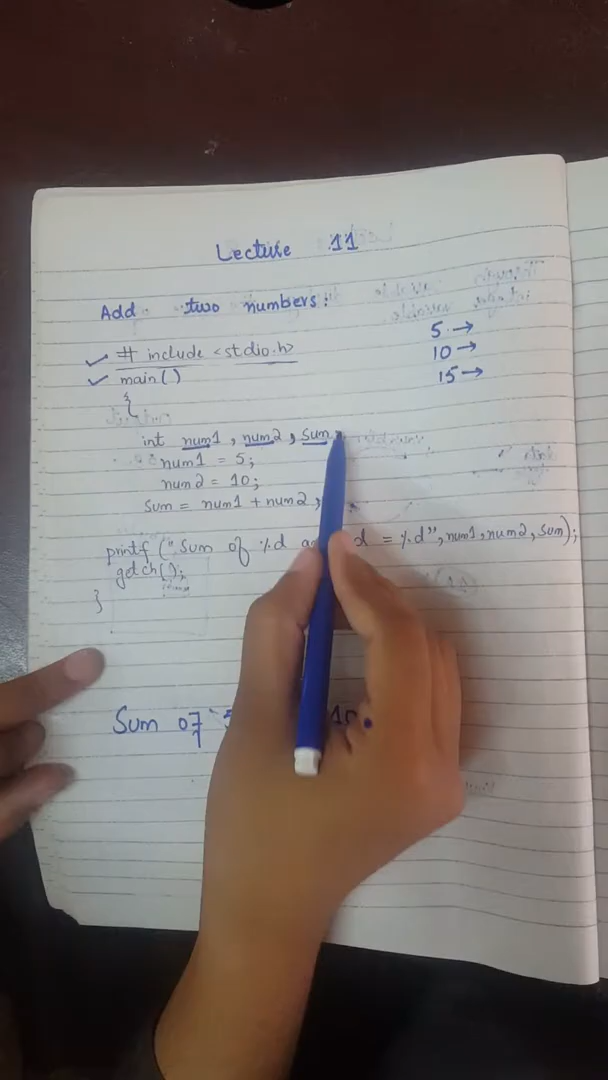 Lecture 11
Add two numbers:
5 →
10 →
15 →
# include <stdio.h>
main()
{
int num1, num2, sum
num1 = 5;
num2 = 10;
sum = num1 + num2;
printf ("Sum of %d a d = %d", num1, num2, sum);
getch();
}
Sum of 5